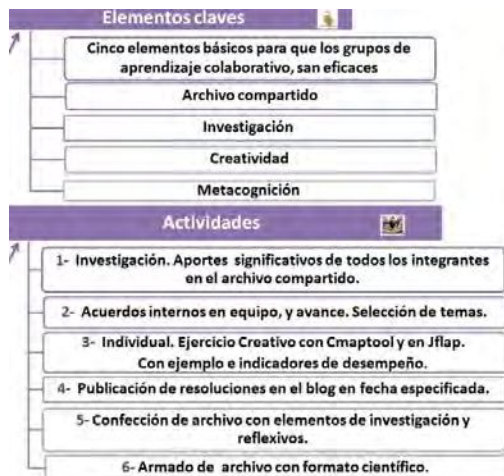 Elementos claves
Cinco elementos básicos para que los grupos de
aprendizaje colaborativo, san eficaces
Archivo compartido
Investigación
Creatividad
Metacognición
Actividades
1- Investigación. Aportes significativos de todos los integrantes
en el archivo compartido.
2- Acuerdos internos en equipo, y avance. Selección de temas.
3- Individual. Ejercicio Creativo con Cmaptool y en Jflap.
Con ejemplo e indicadores de desempeño.
4- Publicación de resoluciones en el blog en fecha especificada.
5- Confección de archivo con elementos de investigación y
reflexivos.
6- Armado de archivo con formato científico.